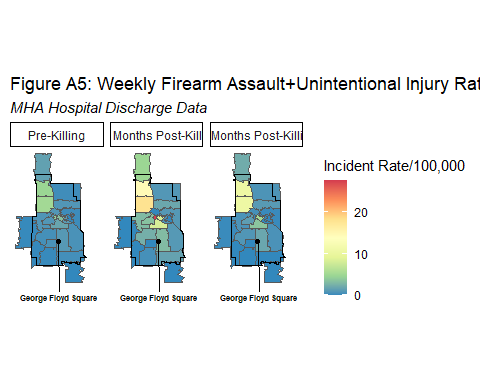 Figure A5: Weekly Firearm Assault+Unintentional Injury Rat
MHA Hospital Discharge Data
Pre-Killing
Months Post-Kill
Months Post-Killi
Incident Rate/100,000
20
10
0
George Floyd Square
George Floyd Square
George Floyd Square